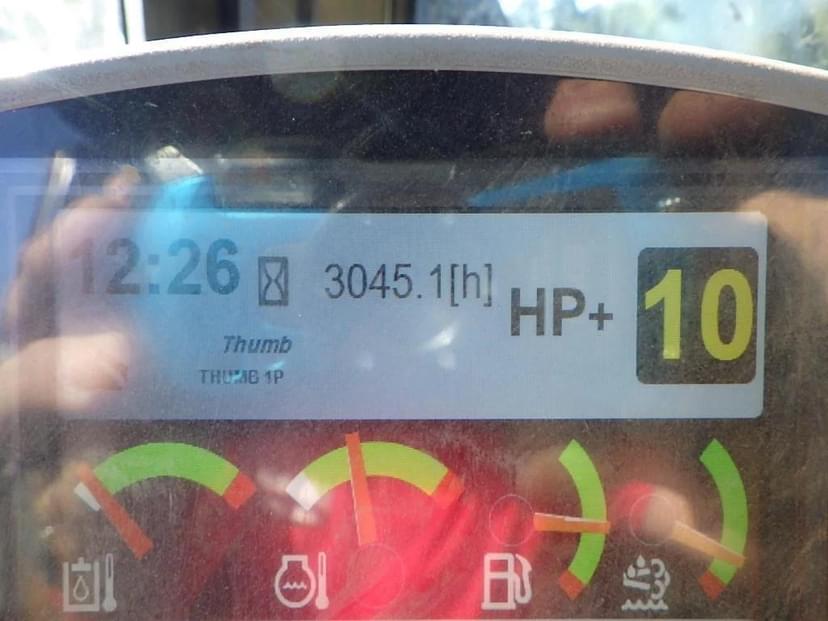 12:26
3045.1[h]
HP+
10
Thumb
THUMB 1P